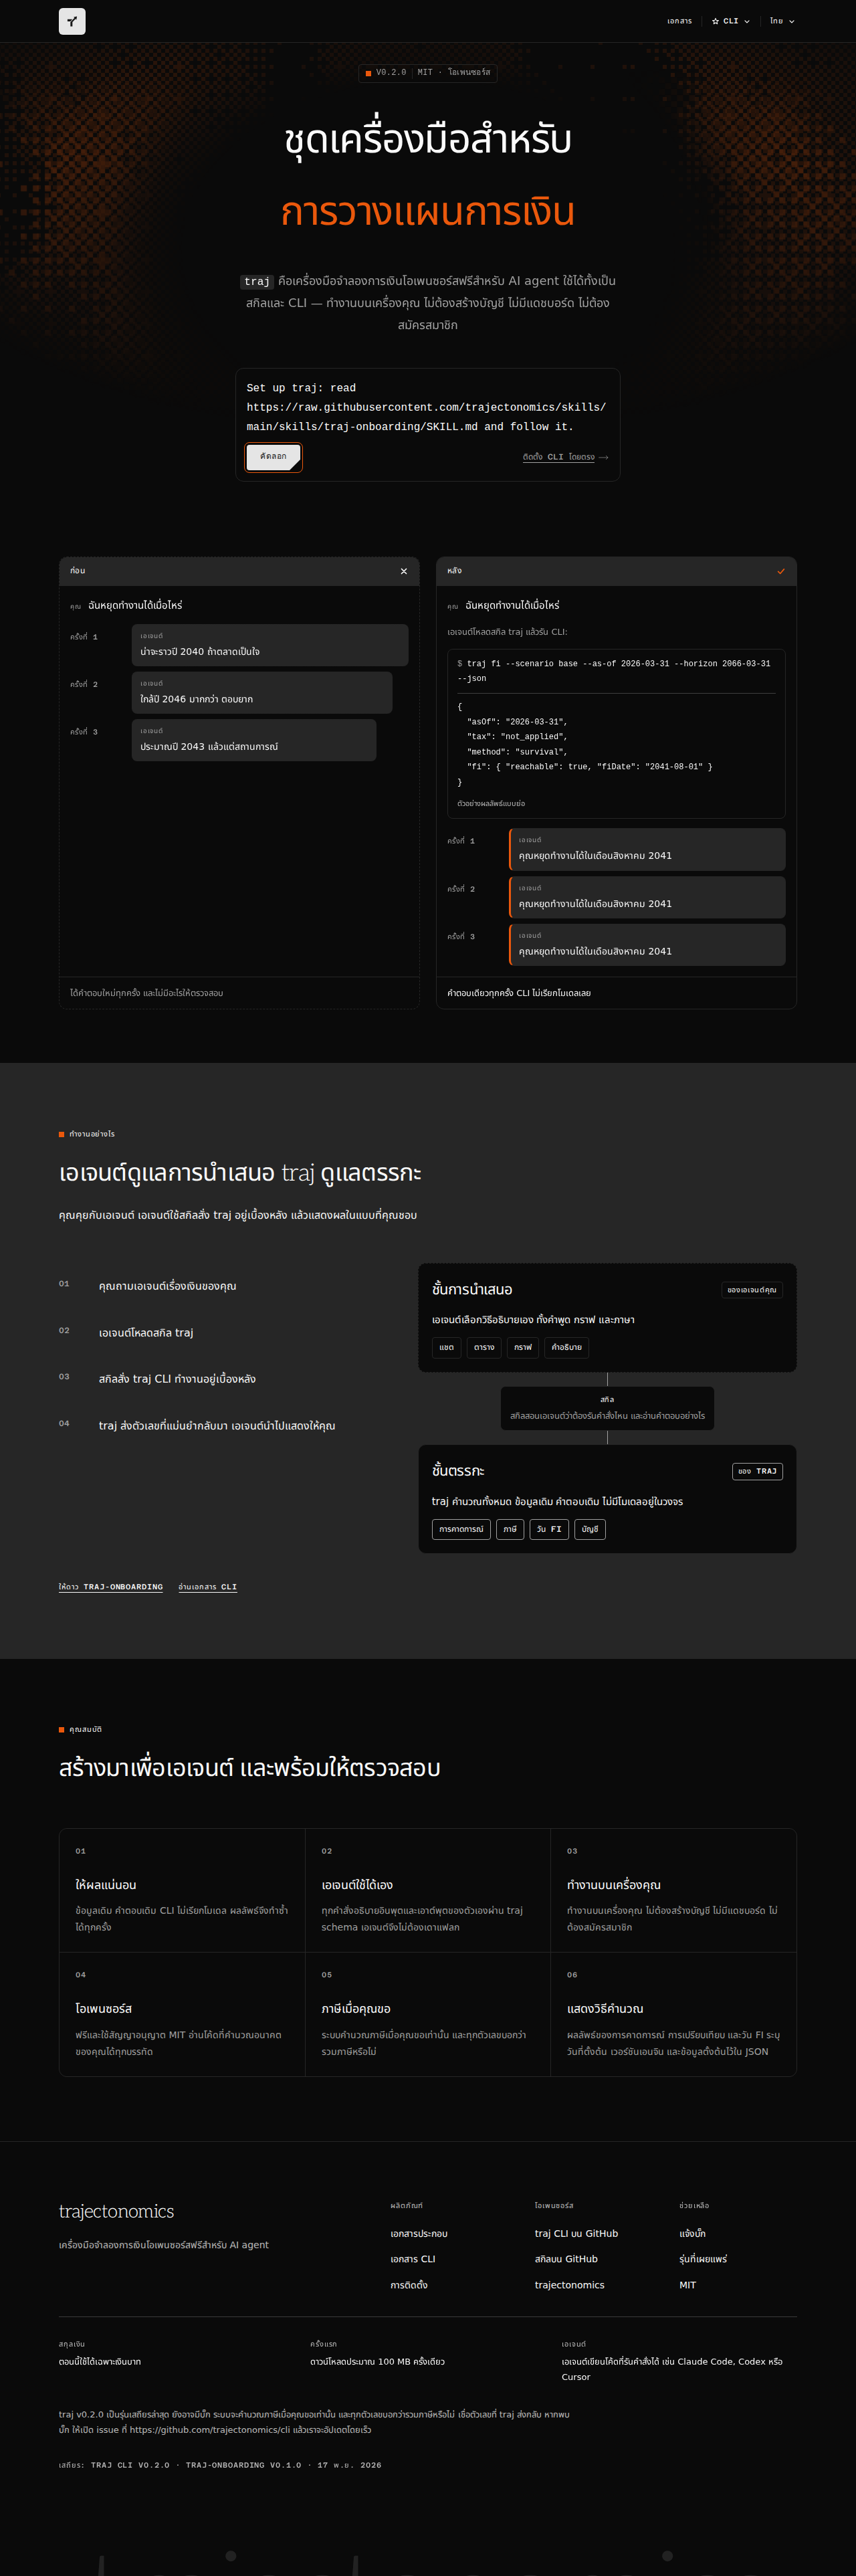 เอกสาร
CLI
ไทย
V0.2.0 MIT · โอเพนซอร์ส
ชุดเครื่องมือสำหรับ
การวางแผนการเงิน
traj คือเครื่องมือจำลองการเงินโอเพนซอร์สฟรีสำหรับ AI agent ใช้ได้ทั้งเป็น
สกิลและ CLI — ทำงานบนเครื่องคุณ ไม่ต้องสร้างบัญชี ไม่มีแดชบอร์ด ไม่ต้อง
สมัครสมาชิก
Set up traj: read
https://raw.githubusercontent.com/trajectonomics/skills/
main/skills/traj-onboarding/SKILL.md and follow it.
คัดลอก
ติดตั้ง CLI โดยตรง →
ก่อน
คุณ ฉันหยุดทำงานได้เมื่อไหร่
ครั้งที่ 1
เอเจนต์
น่าจะราวปี 2040 ถ้าตลาดเป็นใจ
ครั้งที่ 2
เอเจนต์
ใกล้ปี 2046 มากกว่า ตอบยาก
ครั้งที่ 3
เอเจนต์
ประมาณปี 2043 แล้วแต่สถานการณ์
ได้คำตอบใหม่ทุกครั้ง และไม่มีอะไรให้ตรวจสอบ
หลัง
คุณ ฉันหยุดทำงานได้เมื่อไหร่
เอเจนต์โหลดสกิล traj แล้วรัน CLI:
$ traj fi --scenario base --as-of 2026-03-31 --horizon 2066-03-31
--json
{
"asOf": "2026-03-31",
"tax": "not_applied",
"method": "survival",
"fi": { "reachable": true, "fiDate": "2041-08-01" }
}
ตัวอย่างผลลัพธ์แบบย่อ
ครั้งที่ 1
เอเจนต์
คุณหยุดทำงานได้ในเดือนสิงหาคม 2041
ครั้งที่ 2
เอเจนต์
คุณหยุดทำงานได้ในเดือนสิงหาคม 2041
ครั้งที่ 3
เอเจนต์
คุณหยุดทำงานได้ในเดือนสิงหาคม 2041
คำตอบเดียวทุกครั้ง CLI ไม่เรียกโมเดลเลย
ทำงานอย่างไร
เอเจนต์ดูแลการนำเสนอ traj ดูแลตรรกะ
คุณคุยกับเอเจนต์ เอเจนต์ใช้สกิลสั่ง traj อยู่เบื้องหลัง แล้วแสดงผลในแบบที่คุณชอบ
01 คุณถามเอเจนต์เรื่องเงินของคุณ
02 เอเจนต์โหลดสกิล traj
03 สกิลสั่ง traj CLI ทำงานอยู่เบื้องหลัง
04 traj ส่งตัวเลขที่แม่นยำกลับมา เอเจนต์นำไปแสดงให้คุณ
ชั้นการนำเสนอ
ของเอเจนต์คุณ
เอเจนต์เลือกวิธีอธิบายเอง ทั้งคำพูด กราฟ และภาษา
แชต ตาราง กราฟ คำอธิบาย
สกิล
สกิลสอนเอเจนต์ว่าต้องรันคำสั่งไหน และอ่านคำตอบอย่างไร
ชั้นตรรกะ
ของ TRAJ
traj คำนวณทั้งหมด ข้อมูลเดิม คำตอบเดิม ไม่มีโมเดลอยู่ในวงจร
การคาดการณ์ ภาษี วัน FI บัญชี
ให้ดาว TRAJ-ONBOARDING อ่านเอกสาร CLI
คุณสมบัติ
สร้างมาเพื่อเอเจนต์ และพร้อมให้ตรวจสอบ
01
ให้ผลแน่นอน
ข้อมูลเดิม คำตอบเดิม CLI ไม่เรียกโมเดล ผลลัพธ์จึงทำซ้ำ
ได้ทุกครั้ง
02
เอเจนต์ใช้ได้เอง
ทุกคำสั่งอธิบายอินพุตและเอาต์พุตของตัวเองผ่าน traj
schema เอเจนต์จึงไม่ต้องเดาแฟลก
03
ทำงานบนเครื่องคุณ
ทำงานบนเครื่องคุณ ไม่ต้องสร้างบัญชี ไม่มีแดชบอร์ด ไม่
ต้องสมัครสมาชิก
04
โอเพนซอร์ส
ฟรีและใช้สัญญาอนุญาต MIT อ่านโค้ดที่คำนวณอนาคต
ของคุณได้ทุกบรรทัด
05
ภาษีเมื่อคุณขอ
ระบบคำนวณภาษีเมื่อคุณขอเท่านั้น และทุกตัวเลขบอกว่า
รวมภาษีหรือไม่
06
แสดงวิธีคำนวณ
ผลลัพธ์ของการคาดการณ์ การเปรียบเทียบ และวัน FI ระบุ
วันที่ตั้งต้น เวอร์ชันเอนจิน และข้อมูลตั้งต้นไว้ใน JSON
trajectonomics
เครื่องมือจำลองการเงินโอเพนซอร์สฟรีสำหรับ AI agent
ผลิตภัณฑ์
เอกสารประกอบ
เอกสาร CLI
การติดตั้ง
โอเพนซอร์ส
traj CLI บน GitHub
สกิลบน GitHub
trajectonomics
ช่วยเหลือ
แจ้งบั๊ก
รุ่นที่เผยแพร่
MIT
สกุลเงิน
ตอนนี้ใช้ได้เฉพาะเงินบาท
ครั้งแรก
ดาวน์โหลดประมาณ 100 MB ครั้งเดียว
เอเจนต์
เอเจนต์เขียนโค้ดที่รันคำสั่งได้ เช่น Claude Code, Codex หรือ
Cursor
traj v0.2.0 เป็นรุ่นเสถียรล่าสุด ยังอาจมีบั๊ก ระบบจะคำนวณภาษีเมื่อคุณขอเท่านั้น และทุกตัวเลขบอกว่ารวมภาษีหรือไม่ เชื่อตัวเลขที่ traj ส่งกลับ หากพบ
บั๊ก ให้เปิด issue ที่ https://github.com/trajectonomics/cli แล้วเราจะอัปเดตโดยเร็ว
เสถียร: TRAJ CLI V0.2.0 · TRAJ-ONBOARDING V0.1.0 · 17 พ.ย. 2026